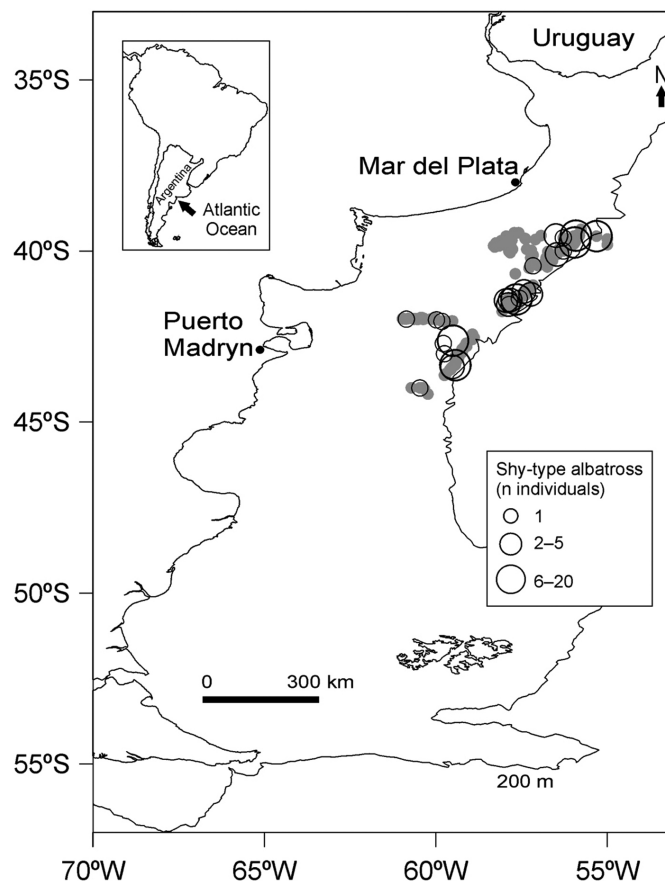 Uruguay
N
35ºS
Mar del Plata
Argentina
Atlantic
Ocean
40ºS
Puerto
Madryn
45ºS
Shy-type albatross
(n individuals)
1
2–5
6–20
50ºS
0 300 km
55ºS
200 m
70ºW 65ºW 60ºW 55ºW